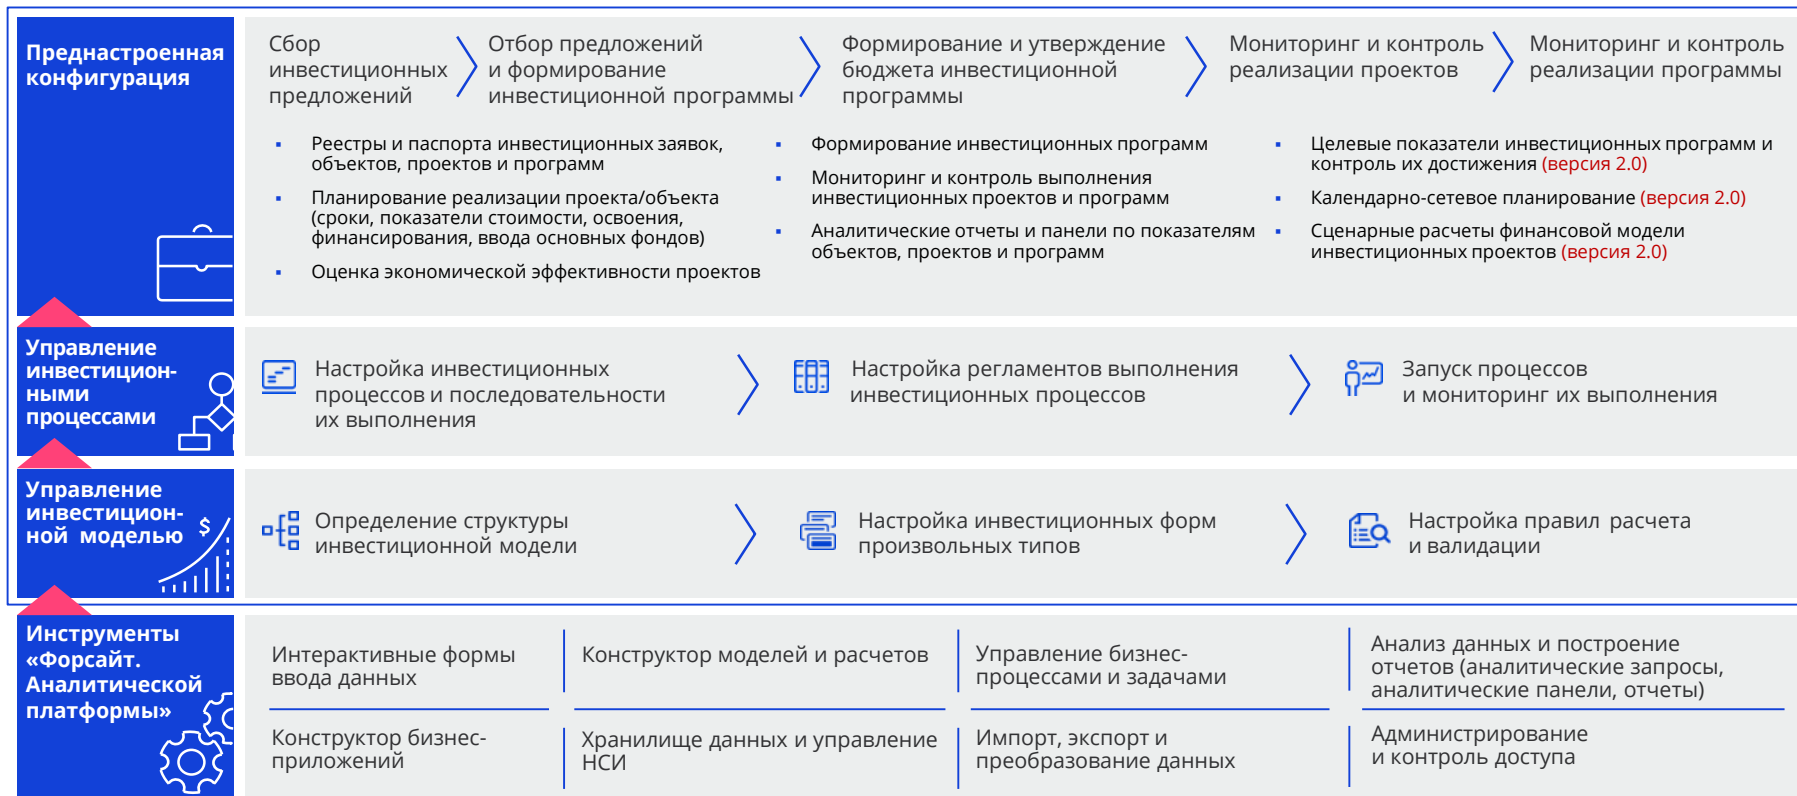 Преднастроенная
конфигурация
Сбор
инвестиционных
предложений
Отбор предложений
и формирование
инвестиционной программы
Формирование и утверждение
бюджета инвестиционной
программы
Мониторинг и контроль
реализации проектов
Мониторинг и контроль
реализации программы
▪ Реестры и паспорта инвестиционных заявок,
объектов, проектов и программ
▪ Планирование реализации проекта/объекта
(сроки, показатели стоимости, освоения,
финансирования, ввода основных фондов)
▪ Оценка экономической эффективности проектов
▪ Формирование инвестиционных программ
▪ Мониторинг и контроль выполнения
инвестиционных проектов и программ
▪ Аналитические отчеты и панели по показателям
объектов, проектов и программ
▪ Целевые показатели инвестиционных программ и
контроль их достижения (версия 2.0)
▪ Календарно-сетевое планирование (версия 2.0)
▪ Сценарные расчеты финансовой модели
инвестиционных проектов (версия 2.0)
Управление
инвестицион-
ными
процессами
Настройка инвестиционных
процессов и последовательности
их выполнения
Настройка регламентов выполнения
инвестиционных процессов
Запуск процессов
и мониторинг их выполнения
Управление
инвестицион-
ной моделью
$
Определение структуры
инвестиционной модели
Настройка инвестиционных форм
произвольных типов
Настройка правил расчета
и валидации
Инструменты
«Форсайт.
Аналитической
платформы»
Интерактивные формы
ввода данных
Конструктор моделей и расчетов
Управление бизнес-
процессами и задачами
Анализ данных и построение
отчетов (аналитические запросы,
аналитические панели, отчеты)
Конструктор бизнес-
приложений
Хранилище данных и управление
НСИ
Импорт, экспорт и
преобразование данных
Администрирование
и контроль доступа